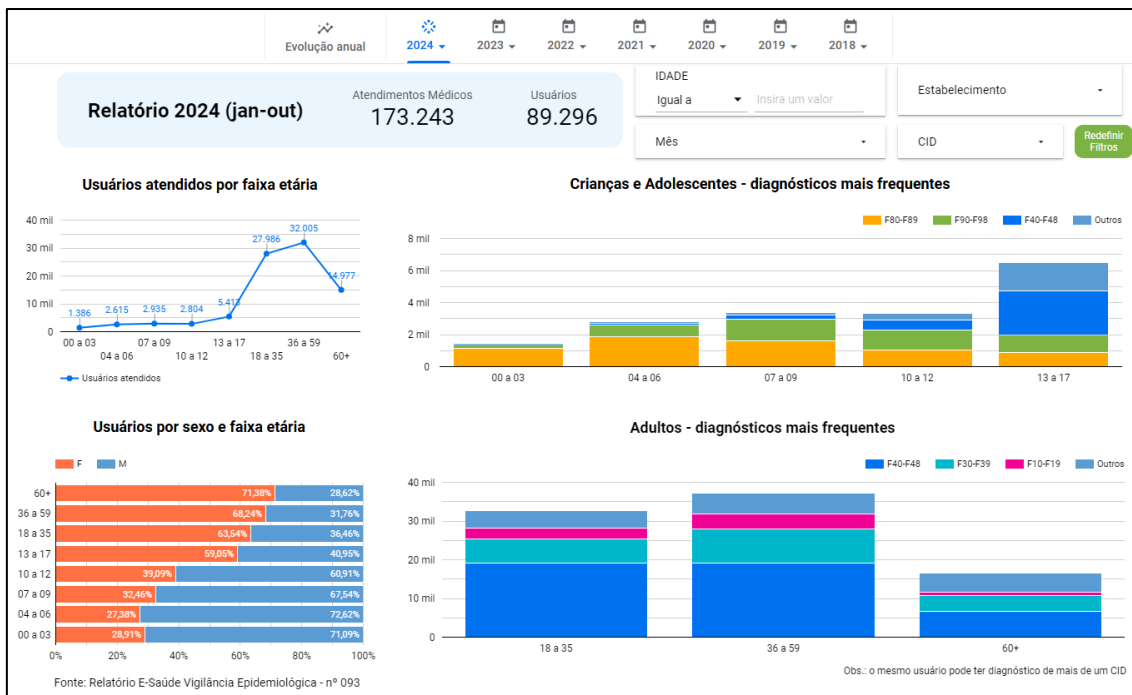 Evolução anual
2024
2023
2022
2021
2020
2019
2018
Relatório 2024 (jan-out)
Atendimentos Médicos
173.243
Usuários
89.296
IDADE
Igual a
Insira um valor
Estabelecimento
Mês
CID
Redefinir
Filtros
Usuários atendidos por faixa etária
40 mil
30 mil
20 mil
10 mil
0
1.386
2.615
2.935
2.804
5.413
27.986
32.005
14.977
00 a 03
04 a 06
07 a 09
10 a 12
13 a 17
18 a 35
36 a 59
60+
Usuários atendidos
Crianças e Adolescentes - diagnósticos mais frequentes
F80-F89
F90-F98
F40-F48
Outros
8 mil
6 mil
4 mil
2 mil
0
00 a 03
04 a 06
07 a 09
10 a 12
13 a 17
Usuários por sexo e faixa etária
F
M
60+ 71,38% 28,62%
36 a 59 68,24% 31,76%
18 a 35 63,54% 36,46%
13 a 17 59,05% 40,95%
10 a 12 39,09% 60,91%
07 a 09 32,46% 67,54%
04 a 06 27,38% 72,62%
00 a 03 28,91% 71,09%
0% 20% 40% 60% 80% 100%
Fonte: Relatório E-Saúde Vigilância Epidemiológica - nº 093
Adultos - diagnósticos mais frequentes
F40-F48
F30-F39
F10-F19
Outros
40 mil
30 mil
20 mil
10 mil
0
18 a 35
36 a 59
60+
Obs.: o mesmo usuário pode ter diagnóstico de mais de um CID